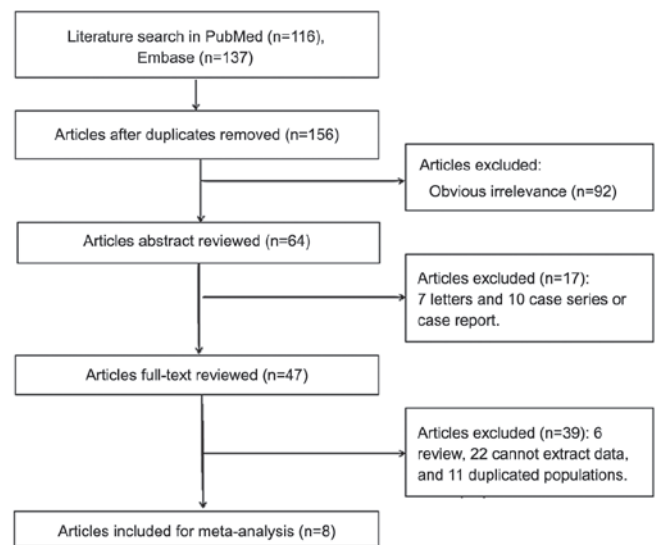 Literature search in PubMed (n=116),
Embase (n=137)
Articles after duplicates removed (n=156)
Articles excluded:
Obvious irrelevance (n=92)
Articles abstract reviewed (n=64)
Articles excluded (n=17):
7 letters and 10 case series or
case report.
Articles full-text reviewed (n=47)
Articles excluded (n=39): 6
review, 22 cannot extract data,
and 11 duplicated populations.
Articles included for meta-analysis (n=8)